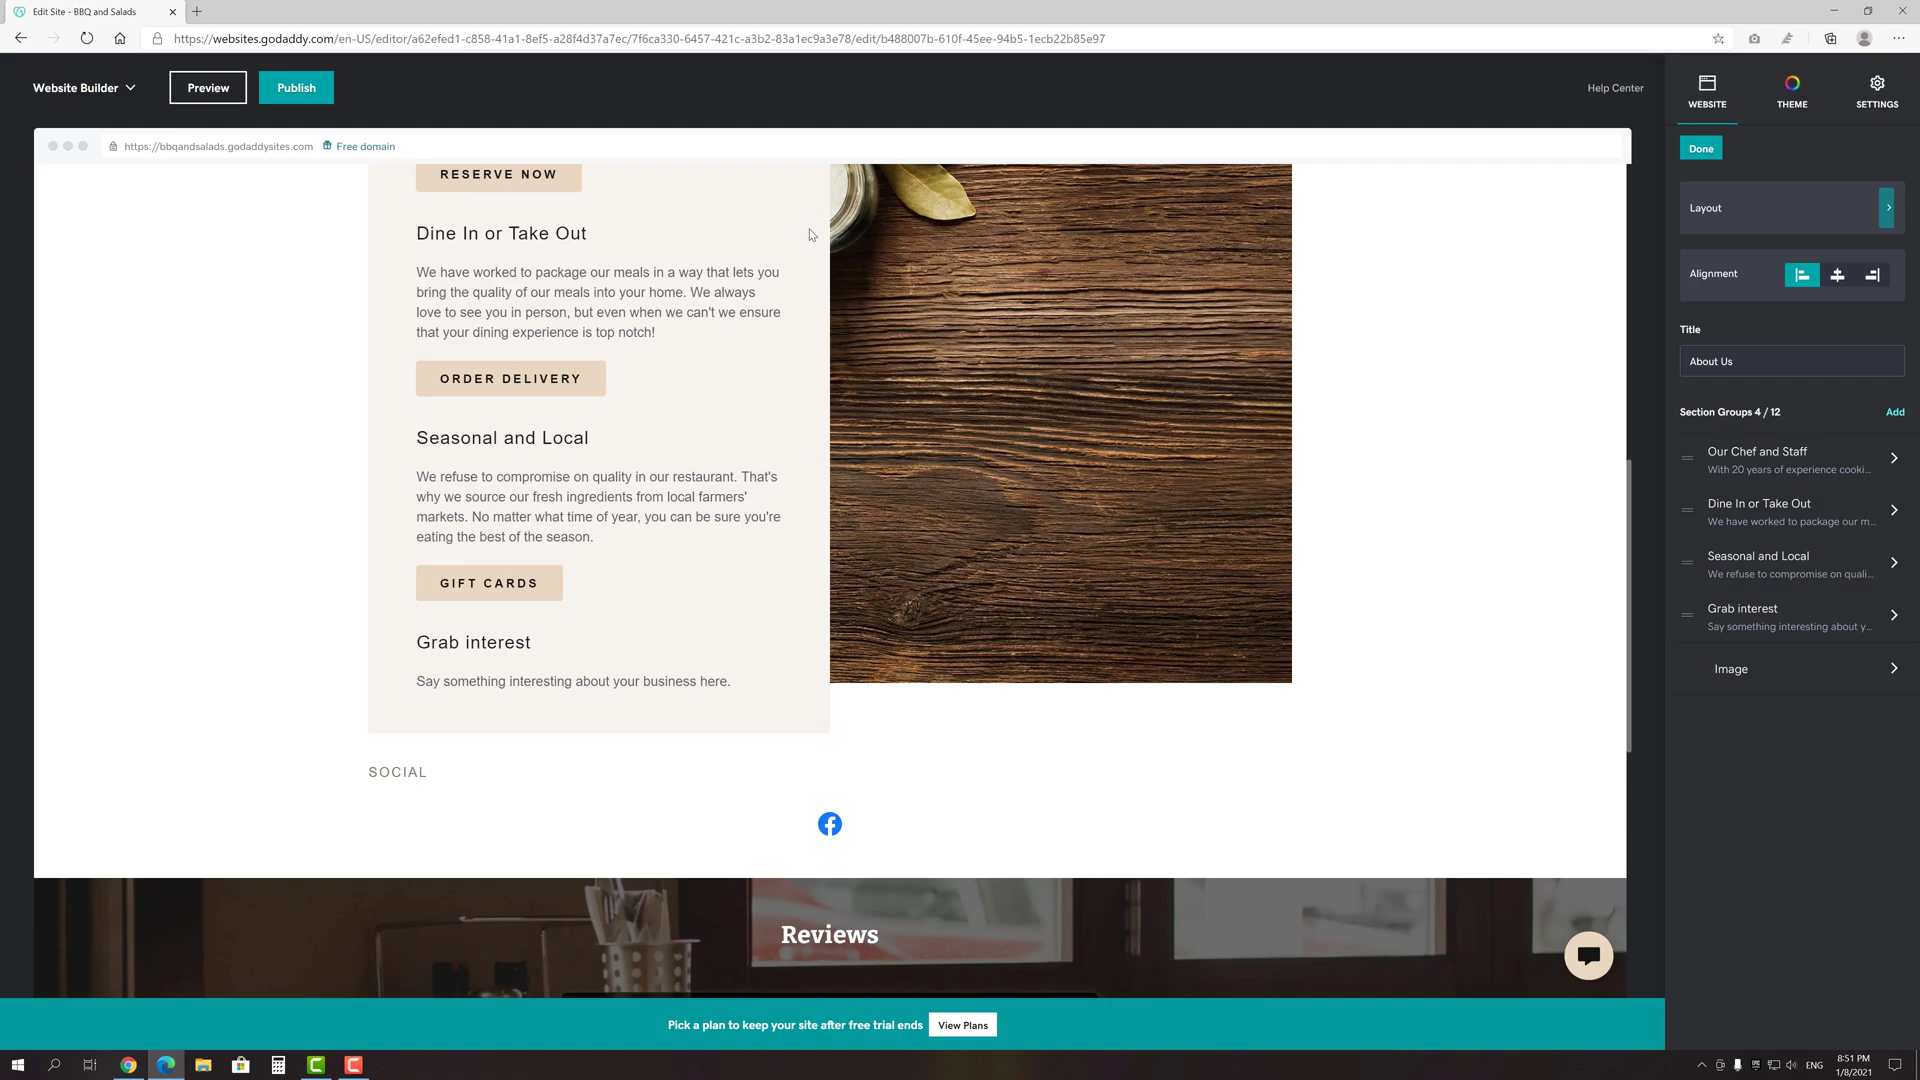 Edit Site - BBQ and Salads
https://websites.godaddy.com/en-US/editor/a62efed1-c858-41a1-8ef5-a28f4d37a7ec/7f6ca330-6457-421c-a3b2-83a1ec9a3e78/edit/b488007b-610f-45ee-94b5-1ecb22b85e97
Website Builder
Preview
Publish
Help Center
WEBSITE
THEME
SETTINGS
https://bbqandsalads.godaddysites.com
Free domain
Done
RESERVE NOW
Dine In or Take Out
We have worked to package our meals in a way that lets you
bring the quality of our meals into your home. We always
love to see you in person, but even when we can't we ensure
that your dining experience is top notch!
ORDER DELIVERY
Seasonal and Local
We refuse to compromise on quality in our restaurant. That's
why we source our fresh ingredients from local farmers'
markets. No matter what time of year, you can be sure you're
eating the best of the season.
GIFT CARDS
Grab interest
Say something interesting about your business here.
SOCIAL
Reviews
Layout
Alignment
Title
About Us
Section Groups 4 / 12
Add
Our Chef and Staff
With 20 years of experience cooki...
Dine In or Take Out
We have worked to package our m...
Seasonal and Local
We refuse to compromise on quali...
Grab interest
Say something interesting about y...
Image
Pick a plan to keep your site after free trial ends
View Plans
ENG
8:51 PM
1/8/2021